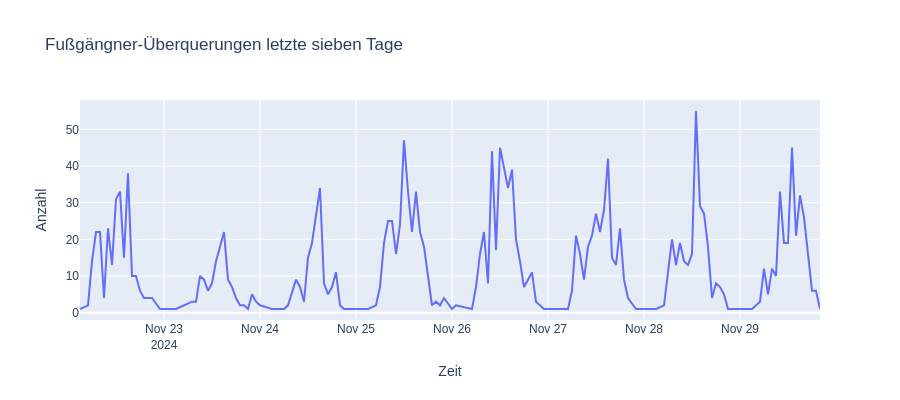 Fußgänger-Überquerungen letzte sieben Tage
50
40
30
20
10
0
Anzahl
Nov 23 Nov 24 Nov 25 Nov 26 Nov 27 Nov 28 Nov 29
2024
Zeit